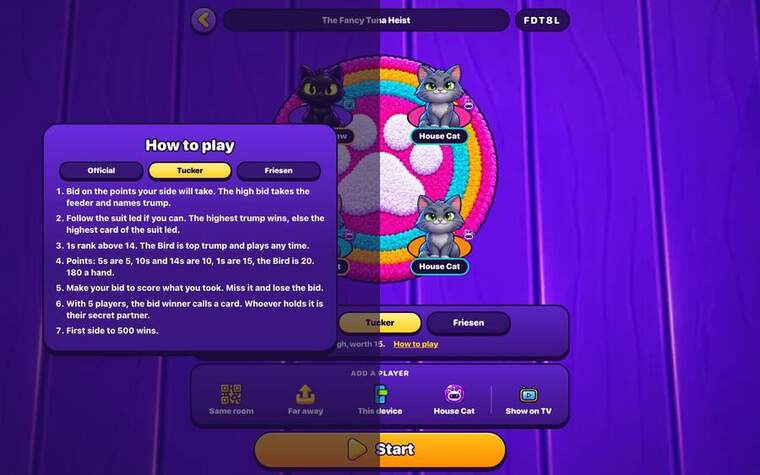 The Fancy Tuna Heist
FDT8L
House Cat
How to play
Official
Tucker
Friesen
1. Bid on the points your side will take. The high bid takes the
feeder and names trump.
2. Follow the suit led if you can. The highest trump wins, else the
highest card of the suit led.
3. 1s rank above 14. The Bird is top trump and plays any time.
4. Points: 5s are 5, 10s and 14s are 10, 1s are 15, the Bird is 20.
180 a hand.
5. Make your bid to score what you took. Miss it and lose the bid.
6. With 5 players, the bid winner calls a card. Whoever holds it is
their secret partner.
7. First side to 500 wins.
House Cat
Tucker
Friesen
worth 15.
How to play
ADD A PLAYER
Same room
Far away
This device
House Cat
Show on TV
Start